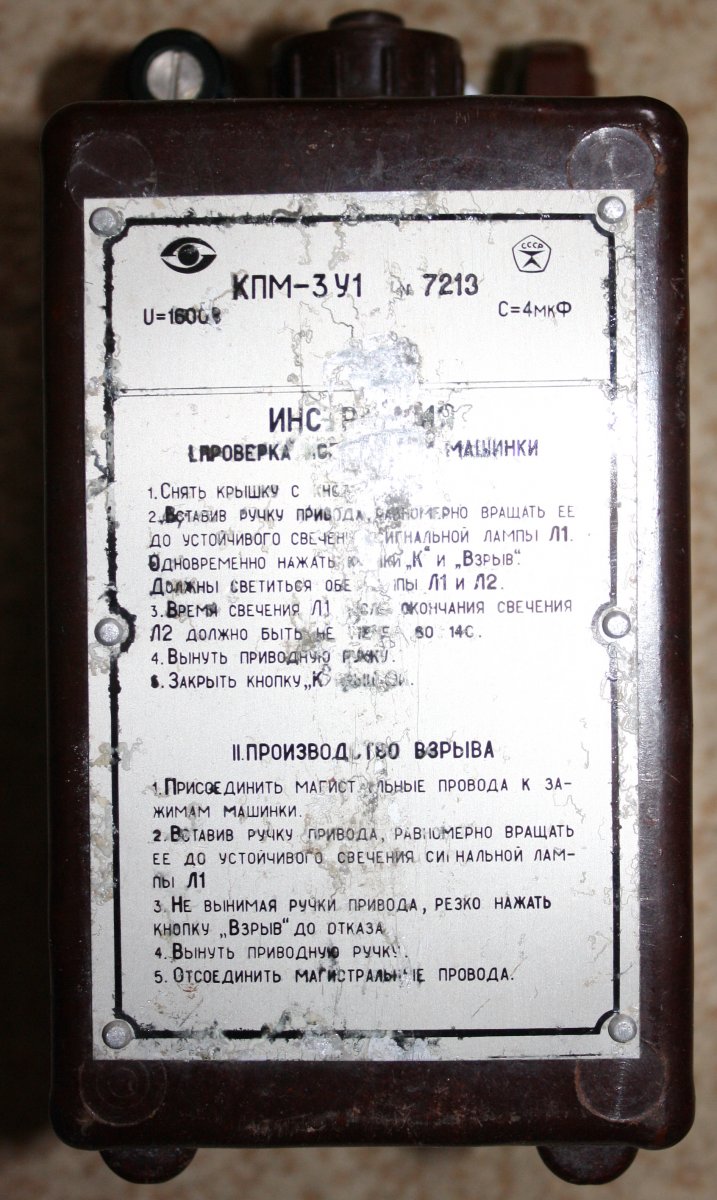 СССР
КПМ-3У1 № 7213
U=1600В С=4мкФ
I.ПРОВЕРКА МАШИНКИ
1.Снять крышку с
2.Вставив ручку привода, равномерно вращать ее
до устойчивого свечения сигнальной лампы Л1.
Одновременно нажать кнопки „К" и „Взрыв".
Должны светиться обе лампы Л1 и Л2.
3.Время свечения Л1 после окончания свечения
Л2 должно быть не 14с.
4.Вынуть приводную ручку.
5.Закрыть кнопку „К"
II.ПРОИЗВОДСТВО ВЗРЫВА
1.Присоединить магистральные провода к за-
жимам машинки.
2.Вставив ручку привода, равномерно вращать
ее до устойчивого свечения сигнальной лам-
пы Л1
3.Не вынимая ручки привода, резко нажать
кнопку „Взрыв" до отказа
4.Вынуть приводную ручку.
5.Отсоединить магистральные провода.